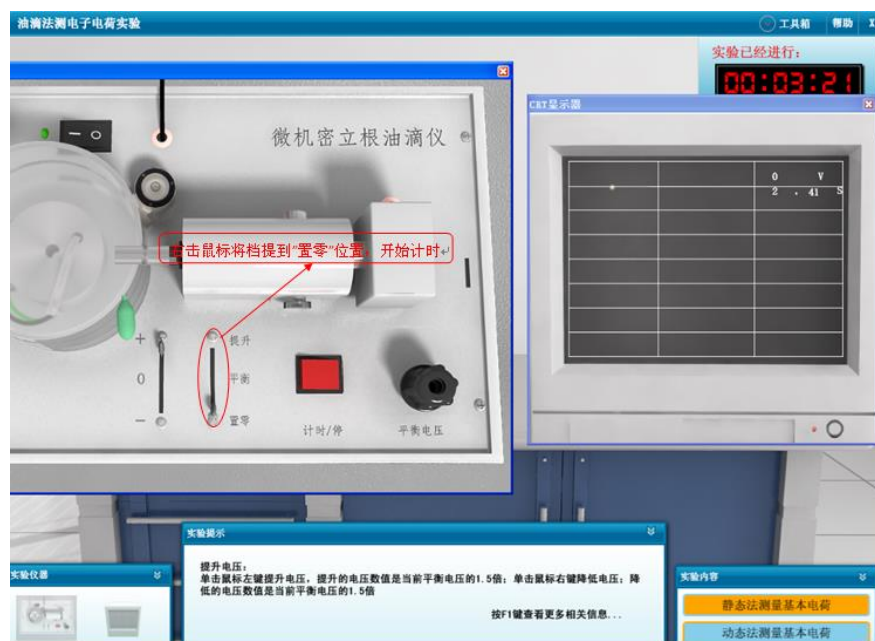 油滴法测电子电荷实验
工具箱 帮助 X
实验已经进行：
00:03:21
CRT显示器
微机密立根油滴仪
0 V
2 . 41 S
右击鼠标将档提到“置零”位置，开始计时
+ 提升
0 平衡
- 置零
计时/停 平衡电压
实验提示
提升电压：
单击鼠标左键提升电压，提升的电压数值是当前平衡电压的1.5倍；单击鼠标右键降低电压；降
低的电压数值是当前平衡电压的1.5倍
按F1键查看更多相关信息...
实验仪器
实验内容
静态法测量基本电荷
动态法测量基本电荷